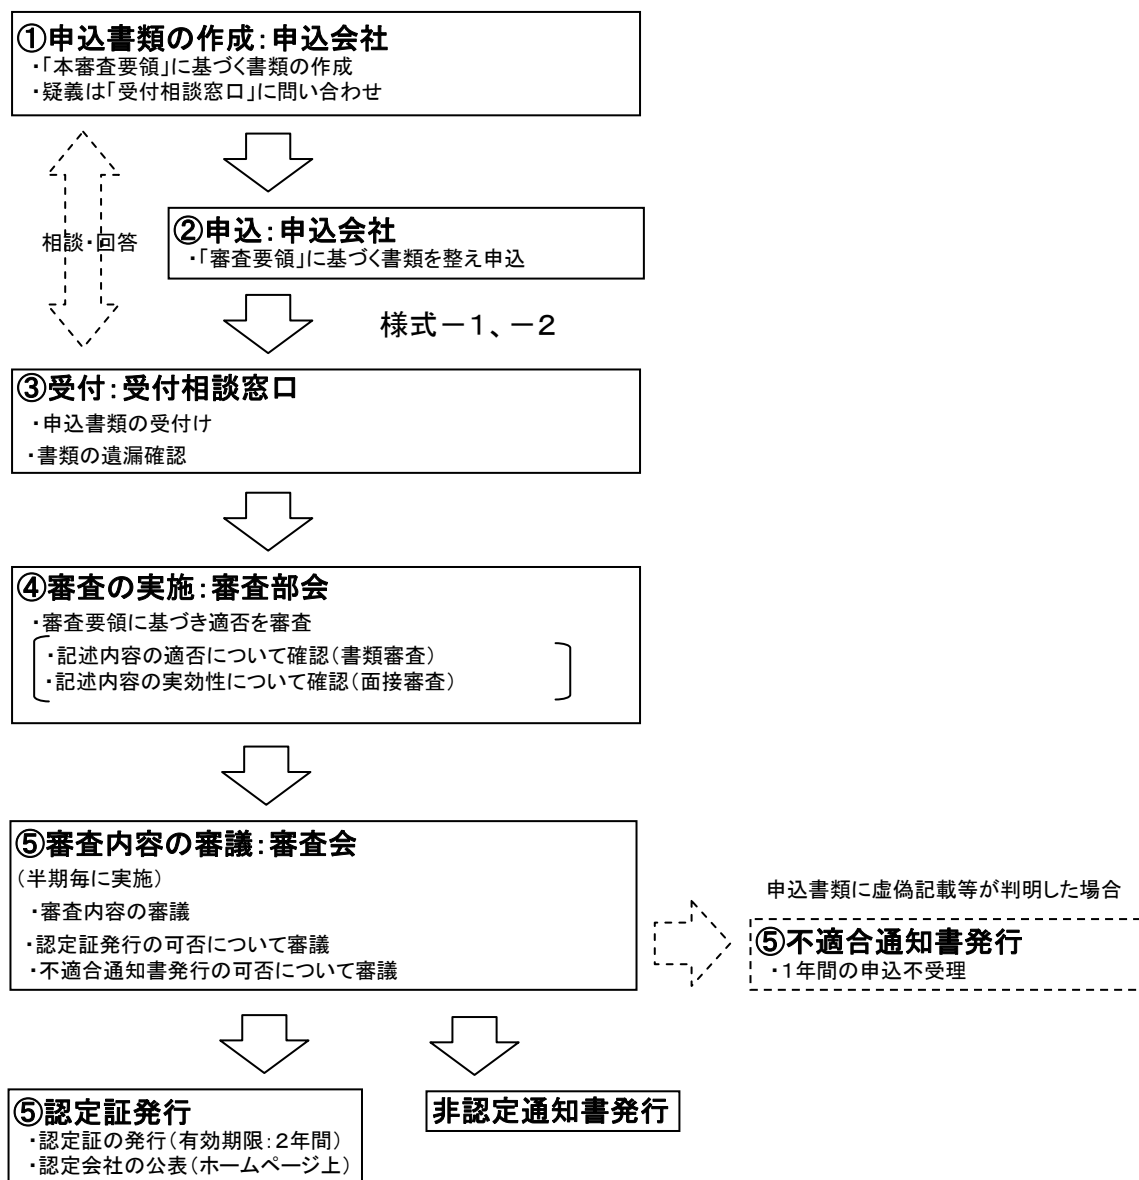 ①申込書類の作成：申込会社
・「本審査要領」に基づく書類の作成
・疑義は「受付相談窓口」に問い合わせ
相談・回答
②申込：申込会社
・「審査要領」に基づく書類を整え申込
様式－１、－２
③受付：受付相談窓口
・申込書類の受付け
・書類の遺漏確認
④審査の実施：審査部会
・審査要領に基づき適否を審査
・記述内容の適否について確認（書類審査）
・記述内容の実効性について確認（面接審査）
⑤審査内容の審議：審査会
（半期毎に実施）
・審査内容の審議
・認定証発行の可否について審議
・不適合通知書発行の可否について審議
申込書類に虚偽記載等が判明した場合
⑤不適合通知書発行
・１年間の申込不受理
⑤認定証発行
・認定証の発行（有効期限：２年間）
・認定会社の公表（ホームページ上）
非認定通知書発行